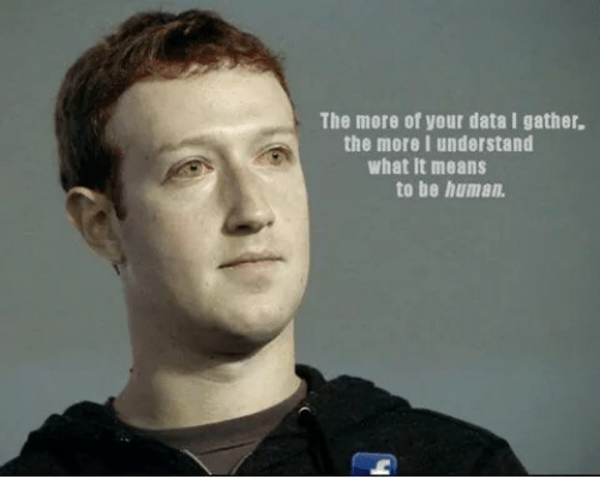 The more of your data I gather,
the more I understand
what it means
to be human.
f